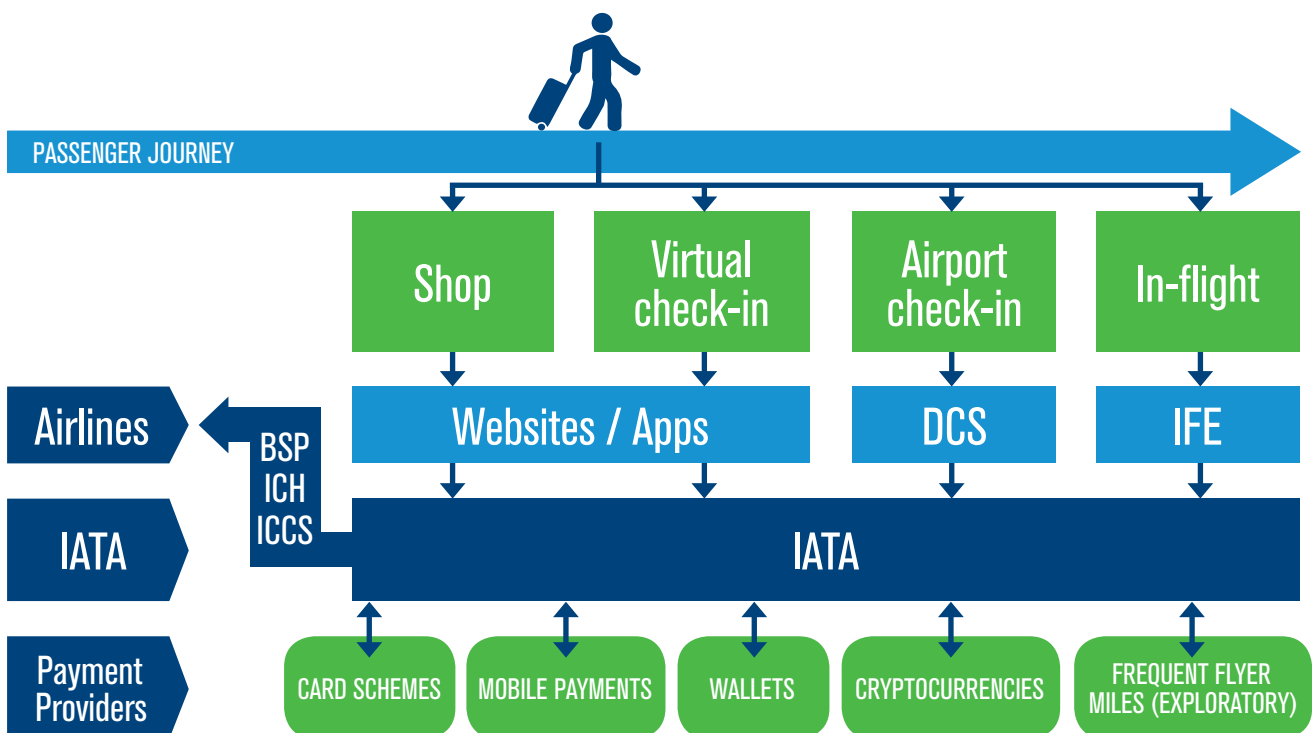 PASSENGER JOURNEY
Shop
Virtual
check-in
Airport
check-in
In-flight
Airlines
BSP
ICH
ICCS
Websites / Apps
DCS
IFE
IATA
IATA
Payment
Providers
CARD SCHEMES
MOBILE PAYMENTS
WALLETS
CRYPTOCURRENCIES
FREQUENT FLYER
MILES (EXPLORATORY)